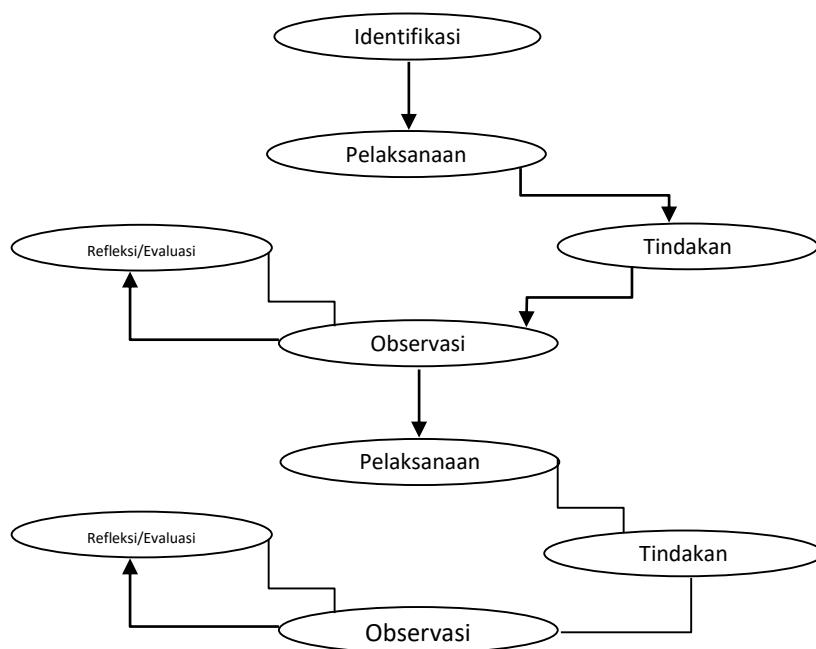 Identifikasi
Pelaksanaan
Tindakan
Refleksi/Evaluasi
Observasi
Pelaksanaan
Refleksi/Evaluasi
Tindakan
Observasi